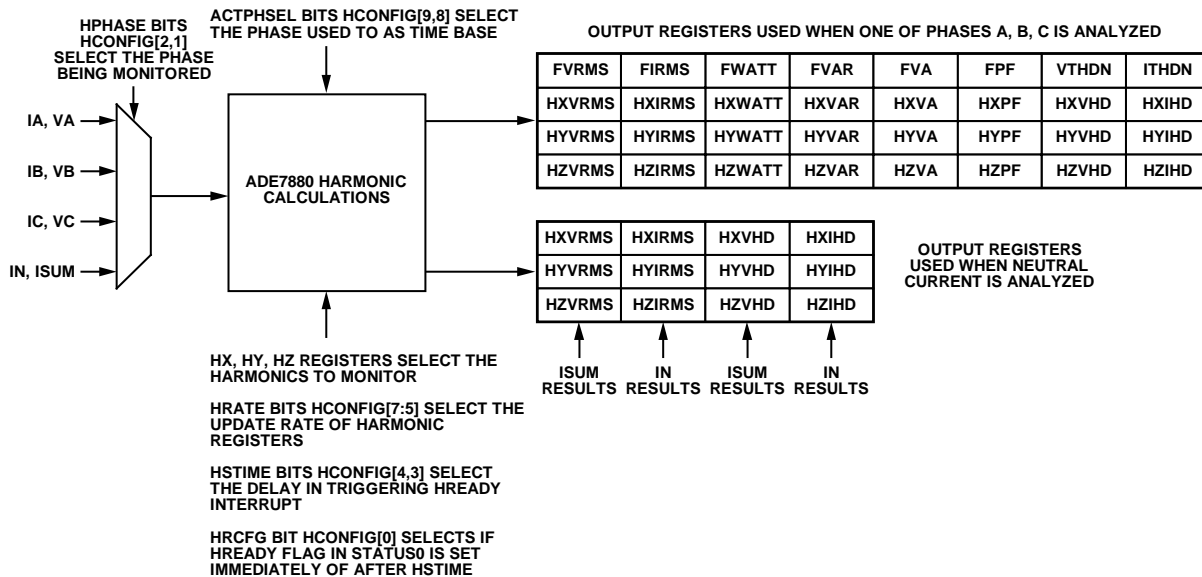 HPHASE BITS
HCONFIG[2,1]
SELECT THE PHASE
BEING MONITORED
ACTPHSEL BITS HCONFIG[9,8] SELECT
THE PHASE USED TO AS TIME BASE
IA, VA
IB, VB
IC, VC
IN, ISUM
ADE7880 HARMONIC
CALCULATIONS
OUTPUT REGISTERS USED WHEN ONE OF PHASES A, B, C IS ANALYZED
FVRMS FIRMS FWATT FVAR FVA FPF VTHDN ITHDN
HXVRMS HXIRMS HXWATT HXVAR HXVA HXPF HXVHD HXIHD
HYVRMS HYIRMS HYWATT HYVAR HYVA HYPF HYVHD HYIHD
HZVRMS HZIRMS HZWATT HZVAR HZVA HZPF HZVHD HZIHD
HXVRMS HXIRMS HXVHD HXIHD
HYVRMS HYIRMS HYVHD HYIHD
HZVRMS HZIRMS HZVHD HZIHD
OUTPUT REGISTERS
USED WHEN NEUTRAL
CURRENT IS ANALYZED
ISUM
RESULTS
IN
RESULTS
ISUM
RESULTS
IN
RESULTS
HX, HY, HZ REGISTERS SELECT THE
HARMONICS TO MONITOR
HRATE BITS HCONFIG[7:5] SELECT THE
UPDATE RATE OF HARMONIC
REGISTERS
HSTIME BITS HCONFIG[4,3] SELECT
THE DELAY IN TRIGGERING HREADY
INTERRUPT
HRCFG BIT HCONFIG[0] SELECTS IF
HREADY FLAG IN STATUS0 IS SET
IMMEDIATELY OF AFTER HSTIME